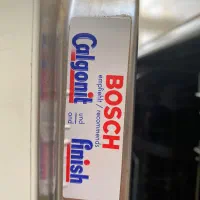 BOSCH
empfiehlt / recommends
Calgonit und and finish